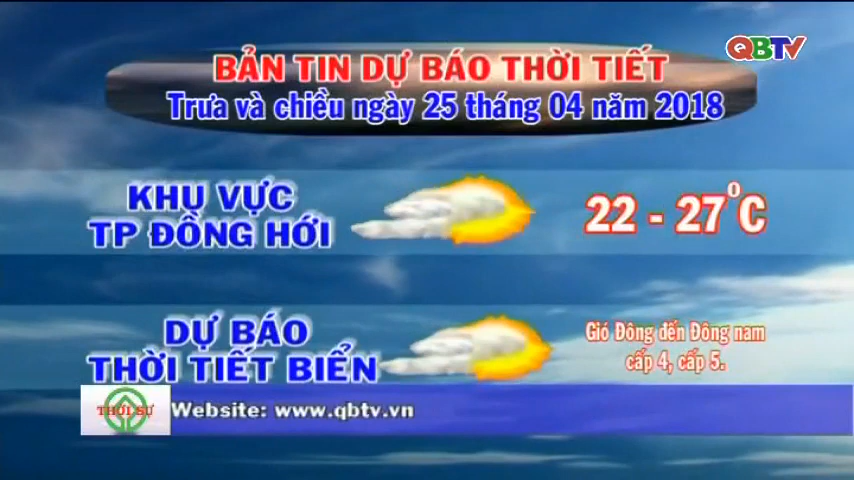 QBTV
BẢN TIN DỰ BÁO THỜI TIẾT
Trưa và chiều ngày 25 tháng 04 năm 2018
KHU VỰC
TP ĐỒNG HỚI
22 - 27°C
DỰ BÁO
THỜI TIẾT BIỂN
Gió Đông đến Đông nam
cấp 4, cấp 5.
THỜI SỰ
Website: www.qbtv.vn